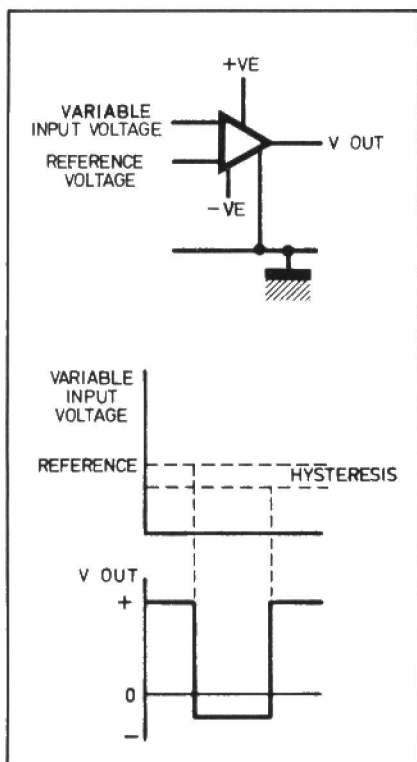 +VE
VARIABLE
INPUT VOLTAGE
REFERENCE
VOLTAGE
V OUT
-VE
VARIABLE
INPUT
VOLTAGE
REFERENCE
HYSTERESIS
V OUT
+
0
-